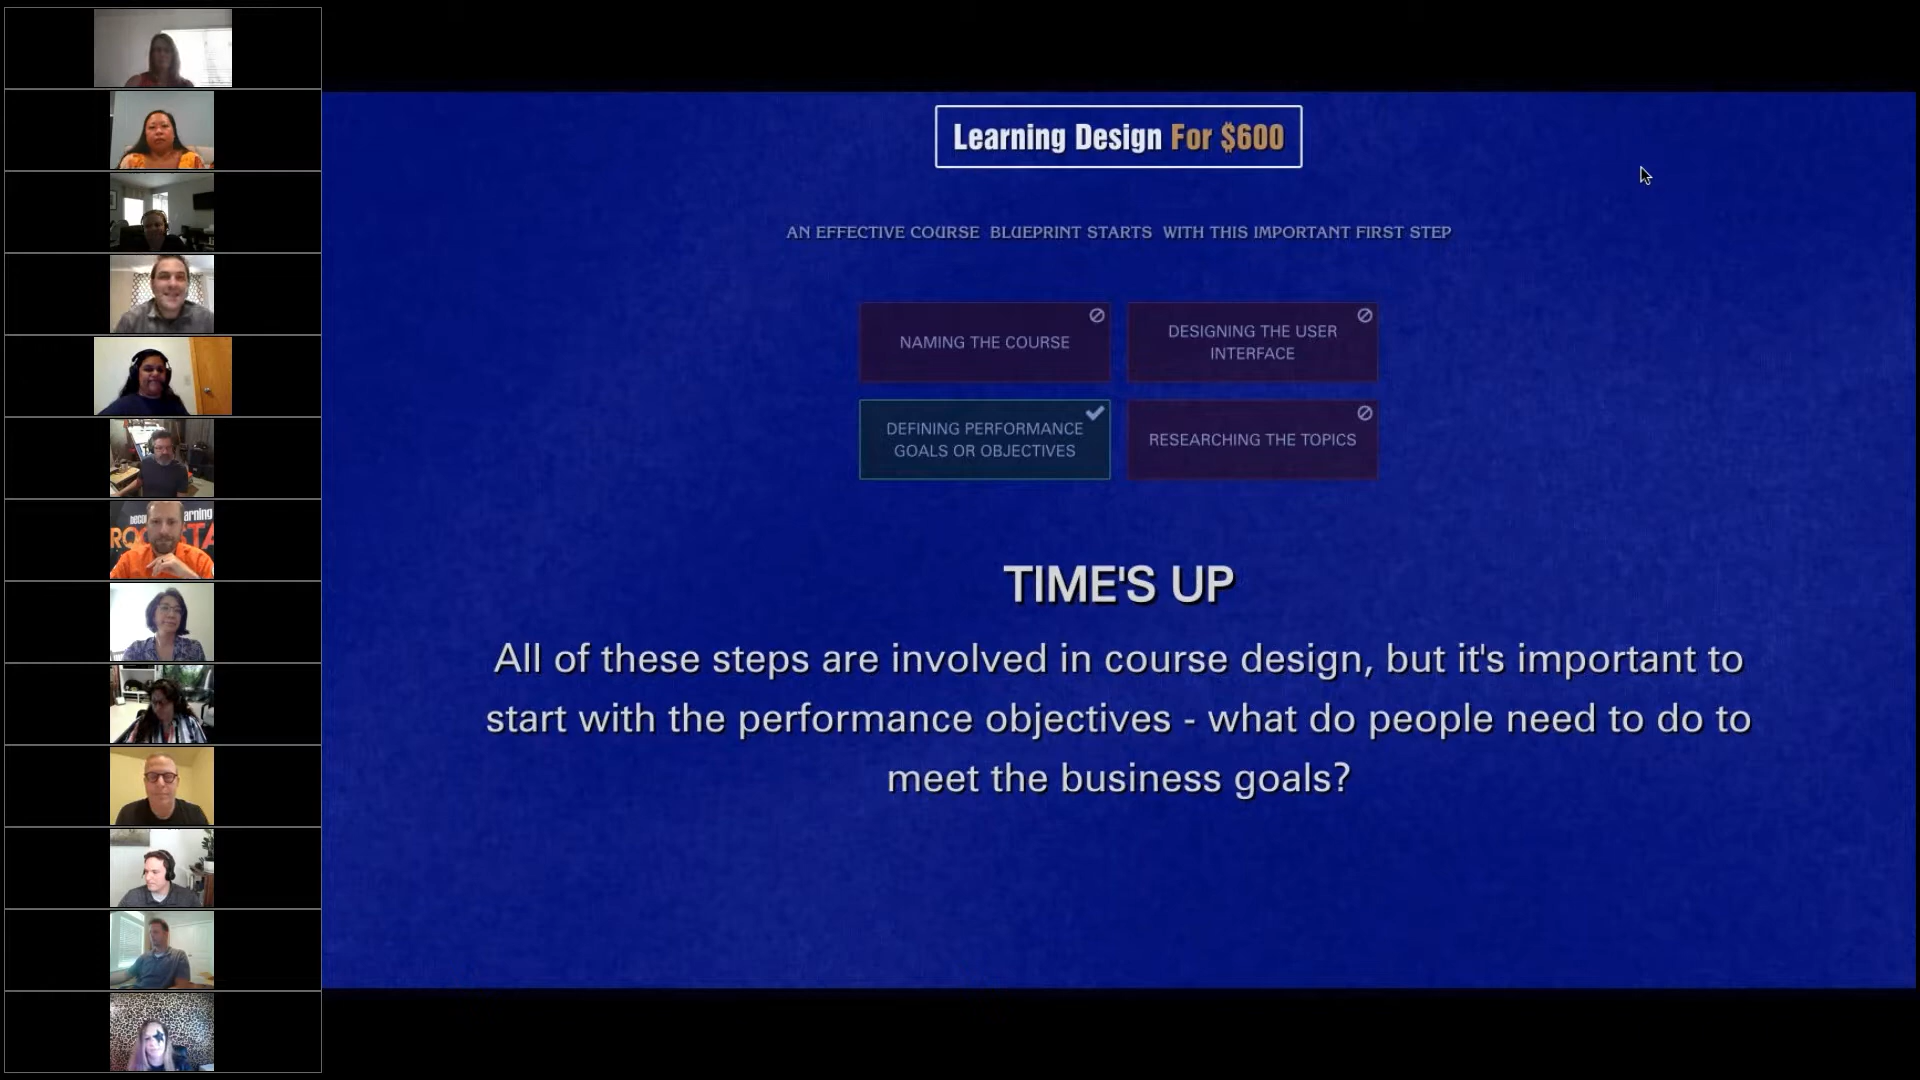 Learning Design For $600
AN EFFECTIVE COURSE BLUEPRINT STARTS WITH THIS IMPORTANT FIRST STEP
NAMING THE COURSE
DESIGNING THE USER
INTERFACE
DEFINING PERFORMANCE
GOALS OR OBJECTIVES
RESEARCHING THE TOPICS
TIME'S UP
All of these steps are involved in course design, but it's important to
start with the performance objectives - what do people need to do to
meet the business goals?